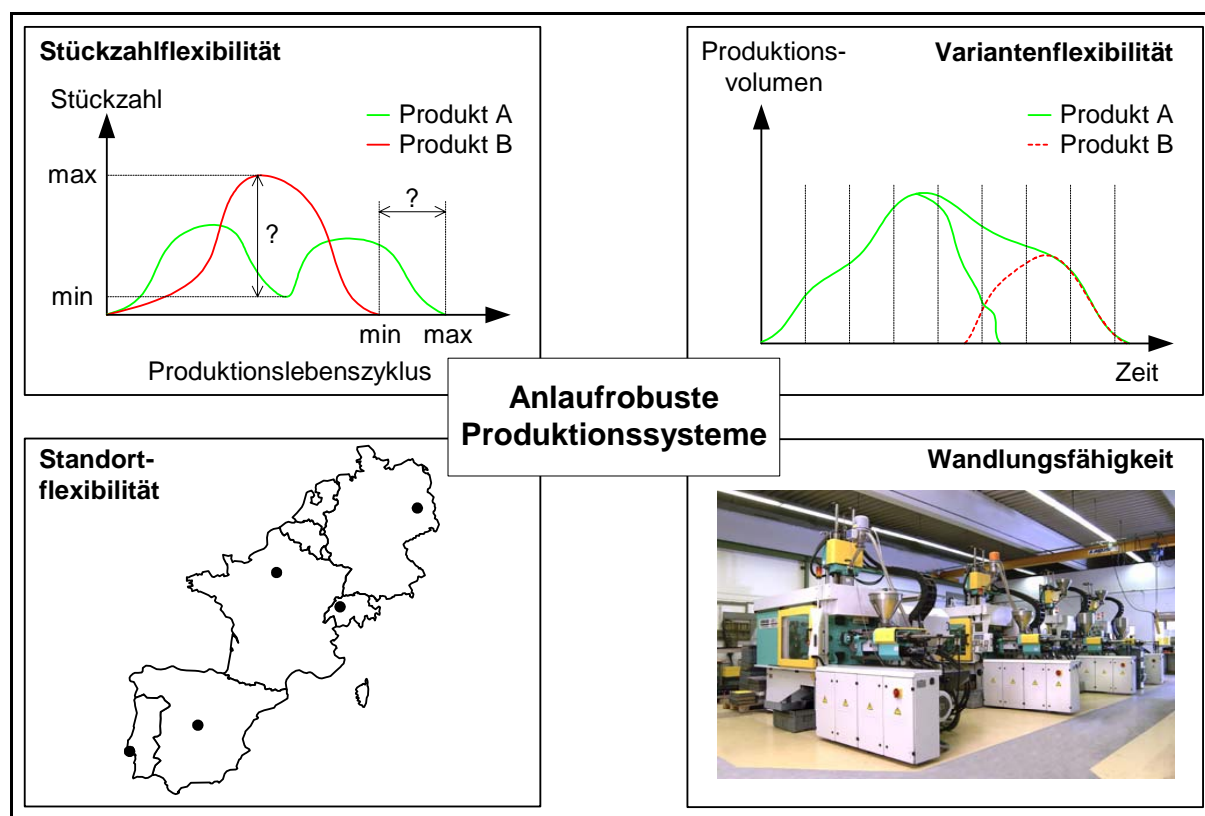 Stückzahlflexibilität
Stückzahl
Produkt A
Produkt B
max
?
?
min
min
max
Produktionslebenszyklus
Produktions-
volumen
Variantenflexibilität
Produkt A
Produkt B
Zeit
Anlaufrobuste
Produktionssysteme
Standort-
flexibilität
Wandlungsfähigkeit